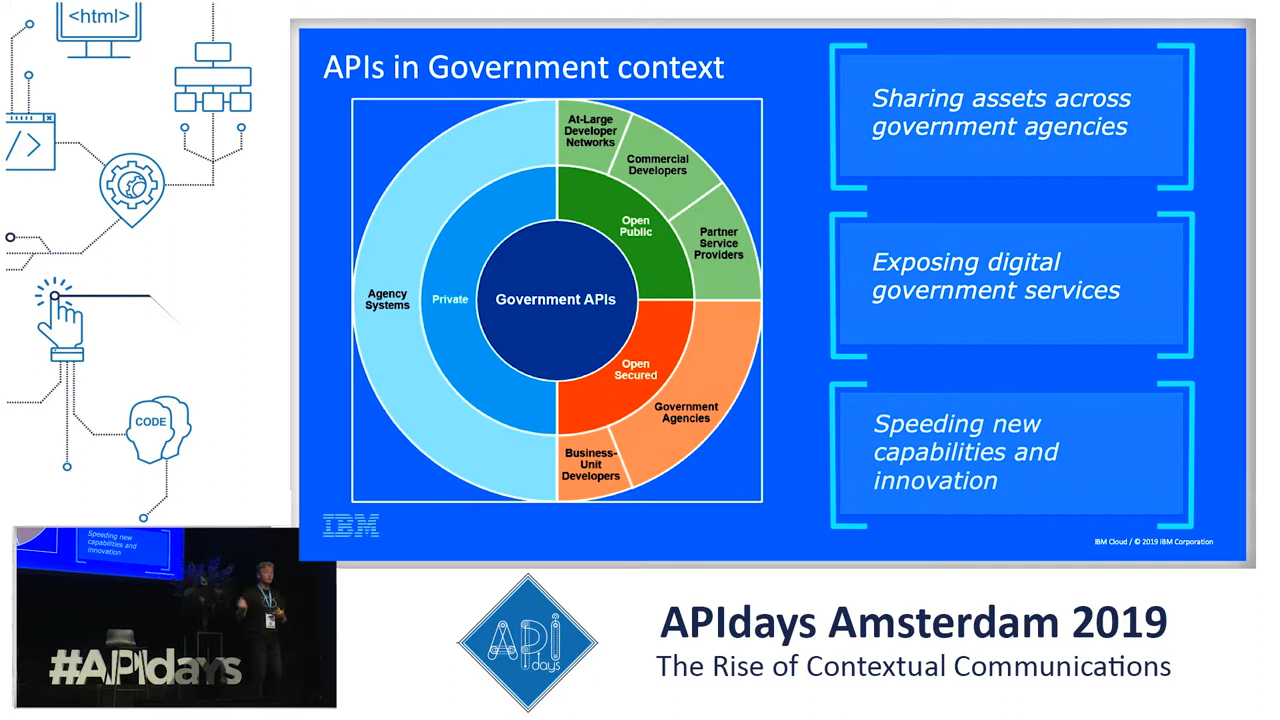 <html>
</>
CODE
APIs in Government context
At-Large
Developer
Networks
Commercial
Developers
Partner
Service
Providers
Open
Public
Agency
Systems
Private
Government APIs
Open
Secured
Government
Agencies
Business-
Unit
Developers
Sharing assets across
government agencies
Exposing digital
government services
Speeding new
capabilities and
innovation
IBM
IBM Cloud / © 2019 IBM Corporation
Speeding new
capabilities and
innovation
#APIdays
API
days
APIdays Amsterdam 2019
The Rise of Contextual Communications